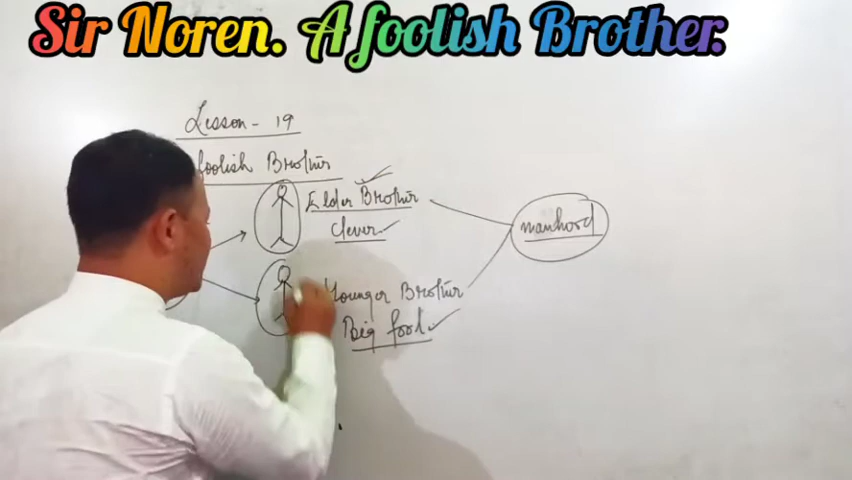 Sir Noren. A foolish Brother.
Lesson - 19
foolish Brother
Elder Brother
clever
manhood
Younger Brother
Big fool